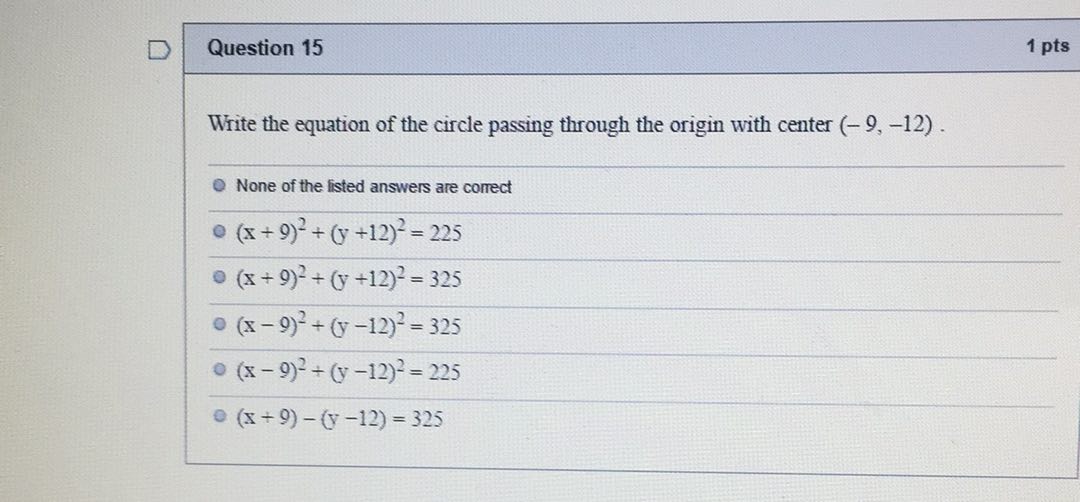 Question 15
1 pts
Write the equation of the circle passing through the origin with center (– 9, –12) .
None of the listed answers are correct
(x + 9)² + (y +12)² = 225
(x + 9)² + (y +12)² = 325
(x – 9)² + (y –12)² = 325
(x – 9)² + (y –12)² = 225
(x + 9) – (y –12) = 325